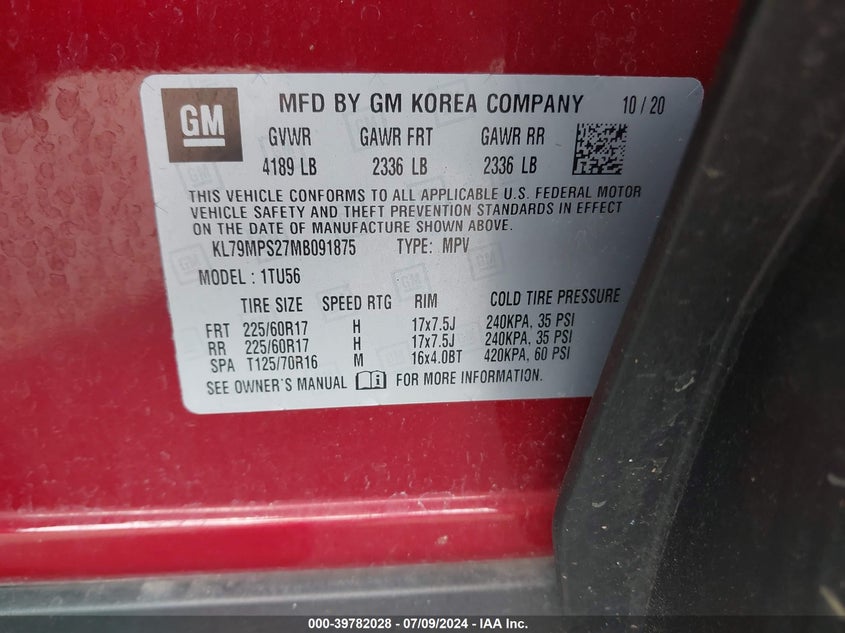 GM MFD BY GM KOREA COMPANY 10/20
GVWR GAWR FRT GAWR RR
4189 LB 2336 LB 2336 LB
THIS VEHICLE CONFORMS TO ALL APPLICABLE U.S. FEDERAL MOTOR
VEHICLE SAFETY AND THEFT PREVENTION STANDARDS IN EFFECT
ON THE DATE OF MANUFACTURE SHOWN ABOVE.
KL79MPS27MB091875 TYPE: MPV
MODEL : 1TU56
TIRE SIZE SPEED RTG RIM COLD TIRE PRESSURE
FRT 225/60R17 H 17x7.5J 240KPA, 35 PSI
RR 225/60R17 H 17x7.5J 240KPA, 35 PSI
SPA T125/70R16 M 16x4.0BT 420KPA, 60 PSI
SEE OWNER'S MANUAL FOR MORE INFORMATION.
000-39782028 - 07/09/2024 - IAA Inc.